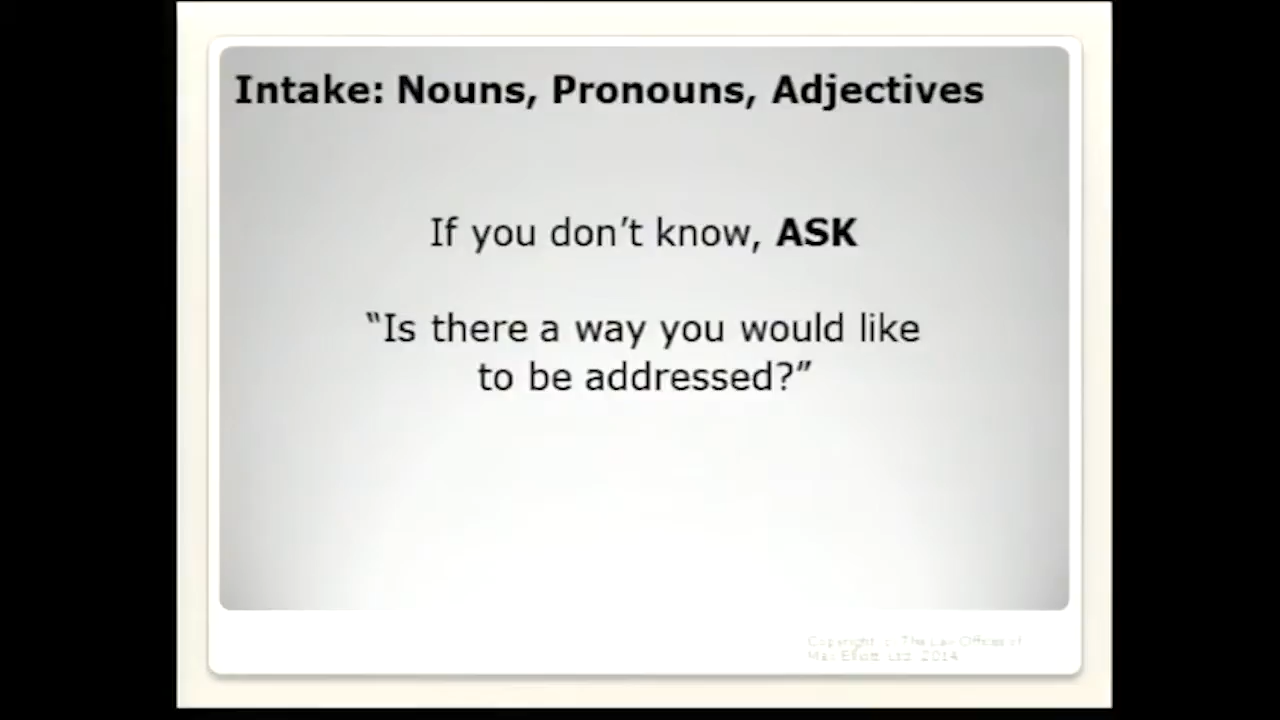 Intake: Nouns, Pronouns, Adjectives
If you don’t know, ASK
“Is there a way you would like
to be addressed?”
Copyright The Law Offices of
Max Elliott Ltd. 2014